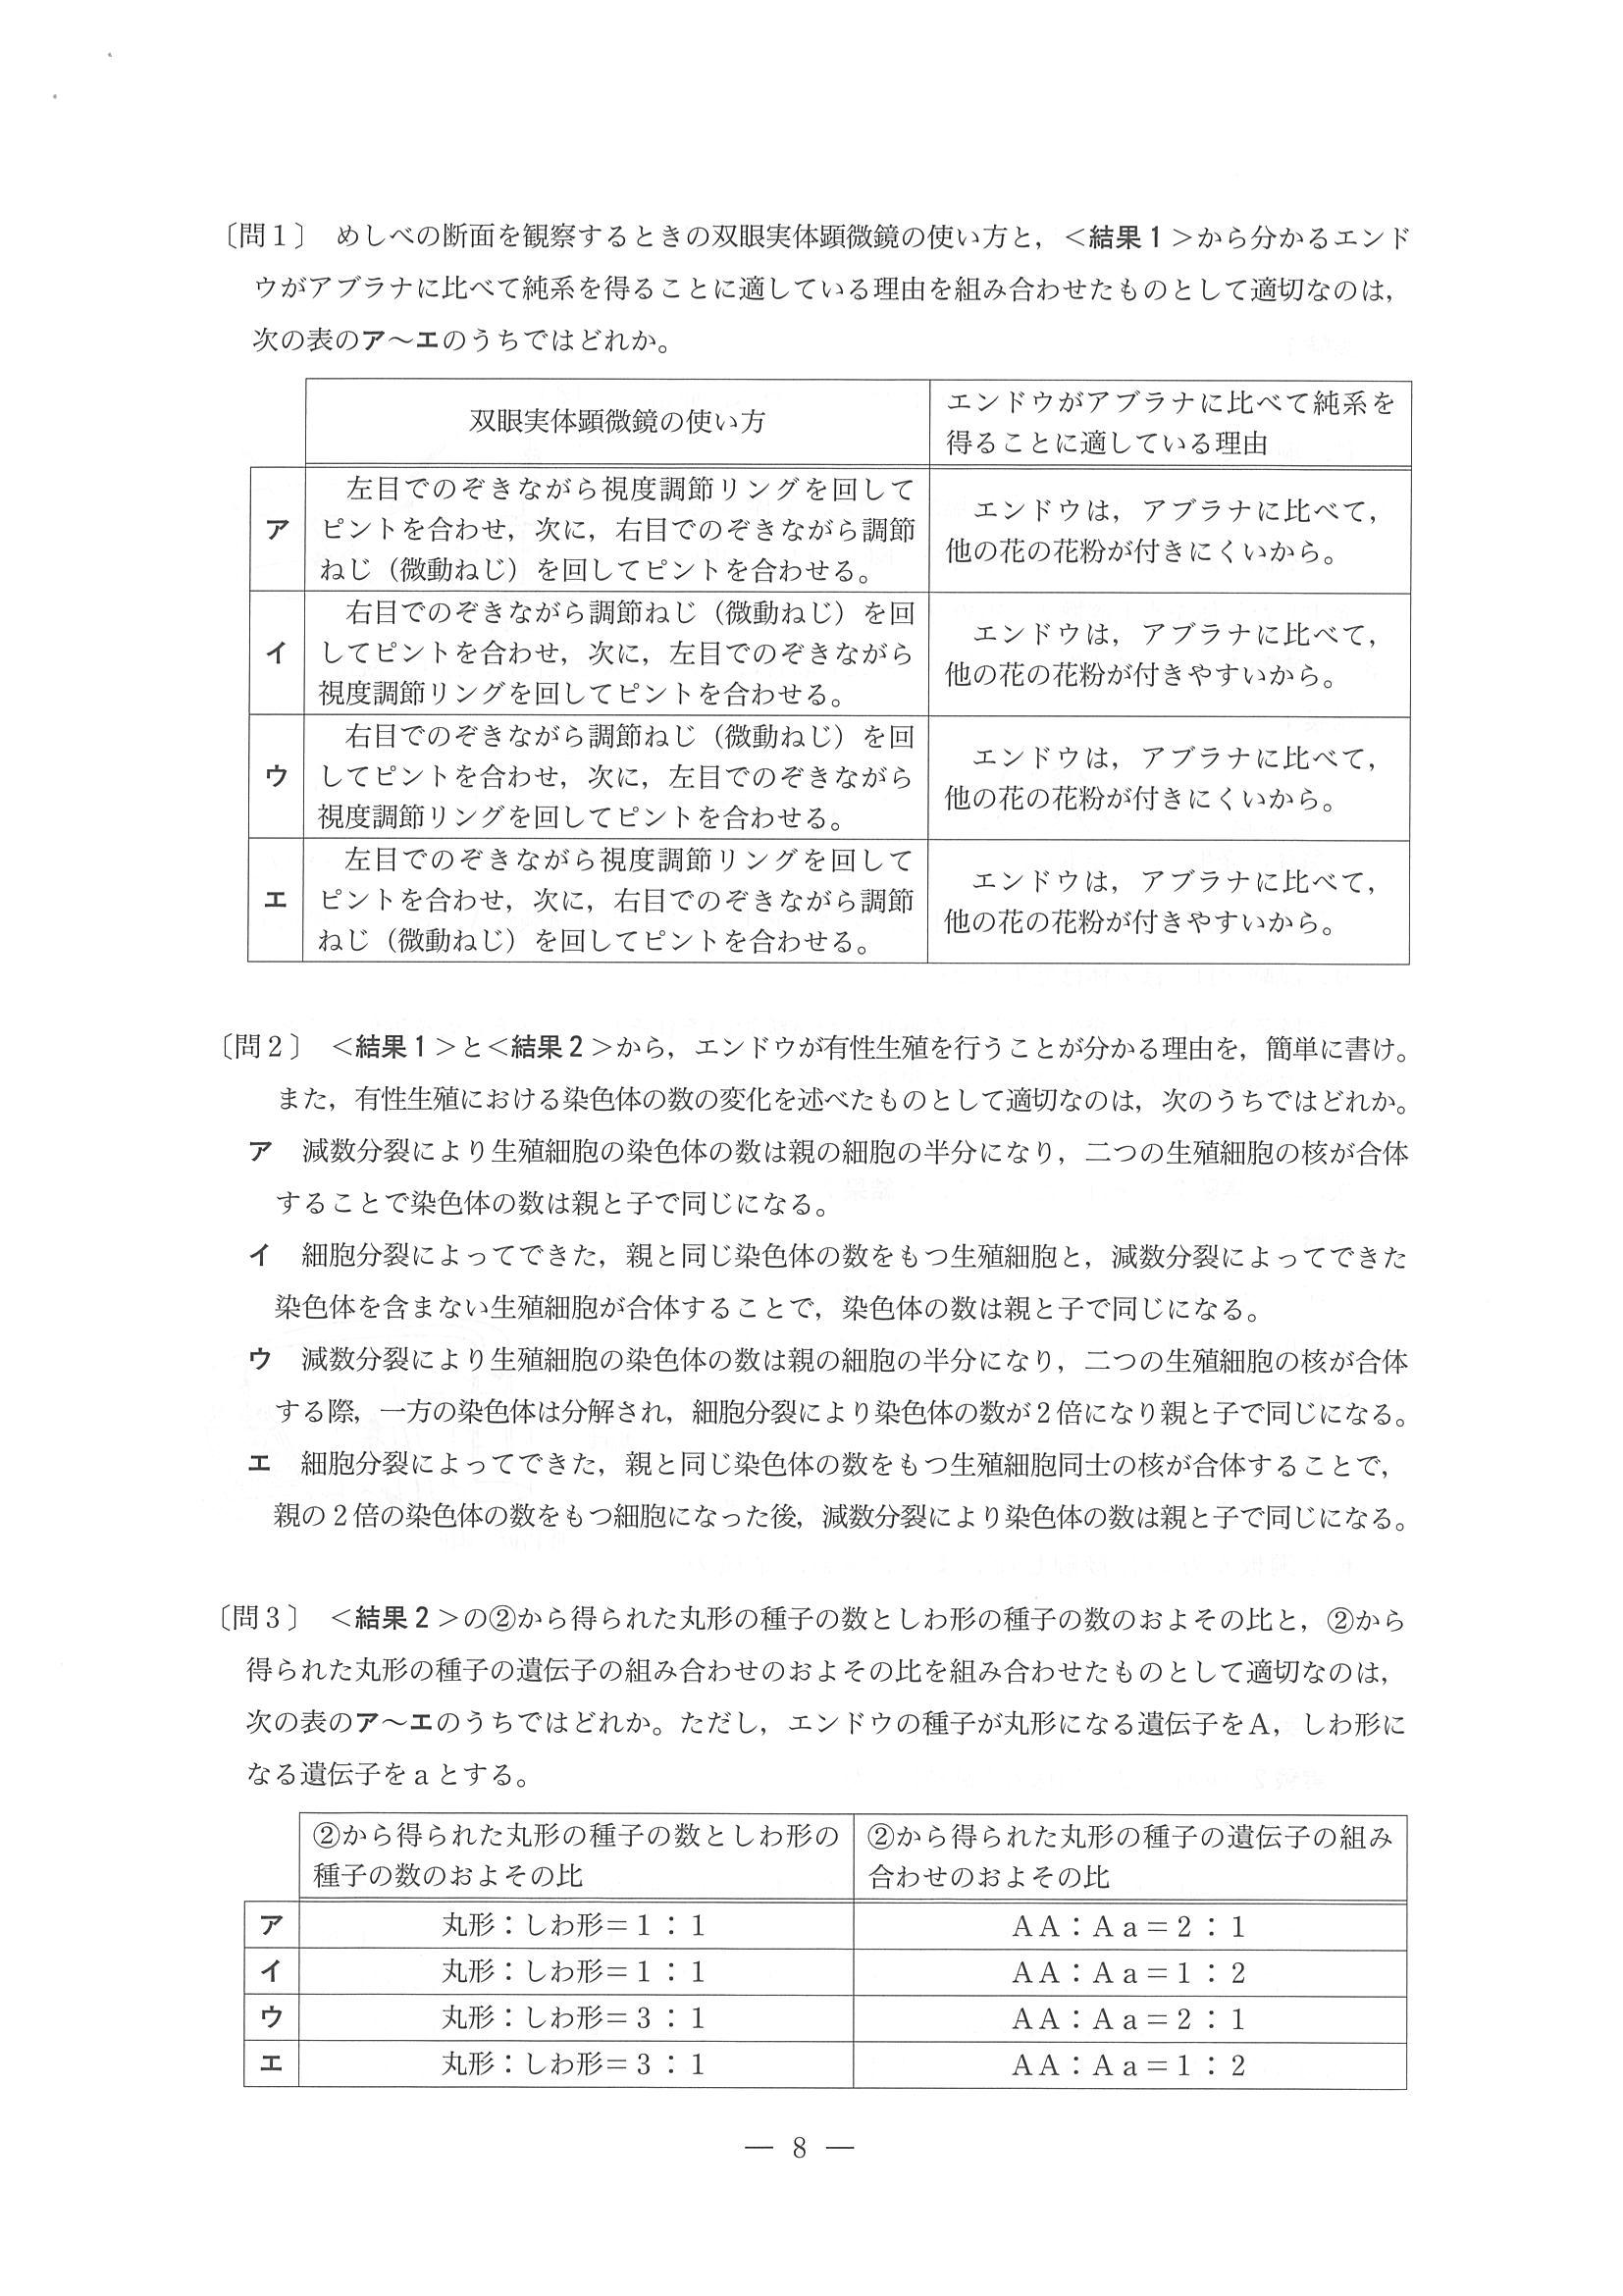 〔問１〕　めしべの断面を観察するときの双眼実体顕微鏡の使い方と，＜結果１＞から分かるエンド
ウがアブラナに比べて純系を得ることに適している理由を組み合わせたものとして適切なのは，
次の表のア～エのうちではどれか。
双眼実体顕微鏡の使い方
エンドウがアブラナに比べて純系を
得ることに適している理由
ア
左目でのぞきながら視度調節リングを回して
ピントを合わせ，次に，右目でのぞきながら調節
ねじ（微動ねじ）を回してピントを合わせる。
エンドウは，アブラナに比べて，
他の花の花粉が付きにくいから。
イ
右目でのぞきながら調節ねじ（微動ねじ）を回
してピントを合わせ，次に，左目でのぞきながら
視度調節リングを回してピントを合わせる。
エンドウは，アブラナに比べて，
他の花の花粉が付きやすいから。
ウ
右目でのぞきながら調節ねじ（微動ねじ）を回
してピントを合わせ，次に，左目でのぞきながら
視度調節リングを回してピントを合わせる。
エンドウは，アブラナに比べて，
他の花の花粉が付きにくいから。
エ
左目でのぞきながら視度調節リングを回して
ピントを合わせ，次に，右目でのぞきながら調節
ねじ（微動ねじ）を回してピントを合わせる。
エンドウは，アブラナに比べて，
他の花の花粉が付きやすいから。
〔問２〕　＜結果１＞と＜結果２＞から，エンドウが有性生殖を行うことが分かる理由を，簡単に書け。
また，有性生殖における染色体の数の変化を述べたものとして適切なのは，次のうちではどれか。
ア　減数分裂により生殖細胞の染色体の数は親の細胞の半分になり，二つの生殖細胞の核が合体
することで染色体の数は親と子で同じになる。
イ　細胞分裂によってできた，親と同じ染色体の数をもつ生殖細胞と，減数分裂によってできた
染色体を含まない生殖細胞が合体することで，染色体の数は親と子で同じになる。
ウ　減数分裂により生殖細胞の染色体の数は親の細胞の半分になり，二つの生殖細胞の核が合体
する際，一方の染色体は分解され，細胞分裂により染色体の数が２倍になり親と子で同じになる。
エ　細胞分裂によってできた，親と同じ染色体の数をもつ生殖細胞同士の核が合体することで，
親の２倍の染色体の数をもつ細胞になった後，減数分裂により染色体の数は親と子で同じになる。
〔問３〕　＜結果２＞の②から得られた丸形の種子の数としわ形の種子の数のおよその比と，②から
得られた丸形の種子の遺伝子の組み合わせのおよその比を組み合わせたものとして適切なのは，
次の表のア～エのうちではどれか。ただし，エンドウの種子が丸形になる遺伝子をＡ，しわ形に
なる遺伝子をａとする。
②から得られた丸形の種子の数としわ形の
種子の数のおよその比
②から得られた丸形の種子の遺伝子の組み
合わせのおよその比
ア　丸形：しわ形＝１：１　ＡＡ：Ａａ＝２：１
イ　丸形：しわ形＝１：１　ＡＡ：Ａａ＝１：２
ウ　丸形：しわ形＝３：１　ＡＡ：Ａａ＝２：１
エ　丸形：しわ形＝３：１　ＡＡ：Ａａ＝１：２
― 8 ―